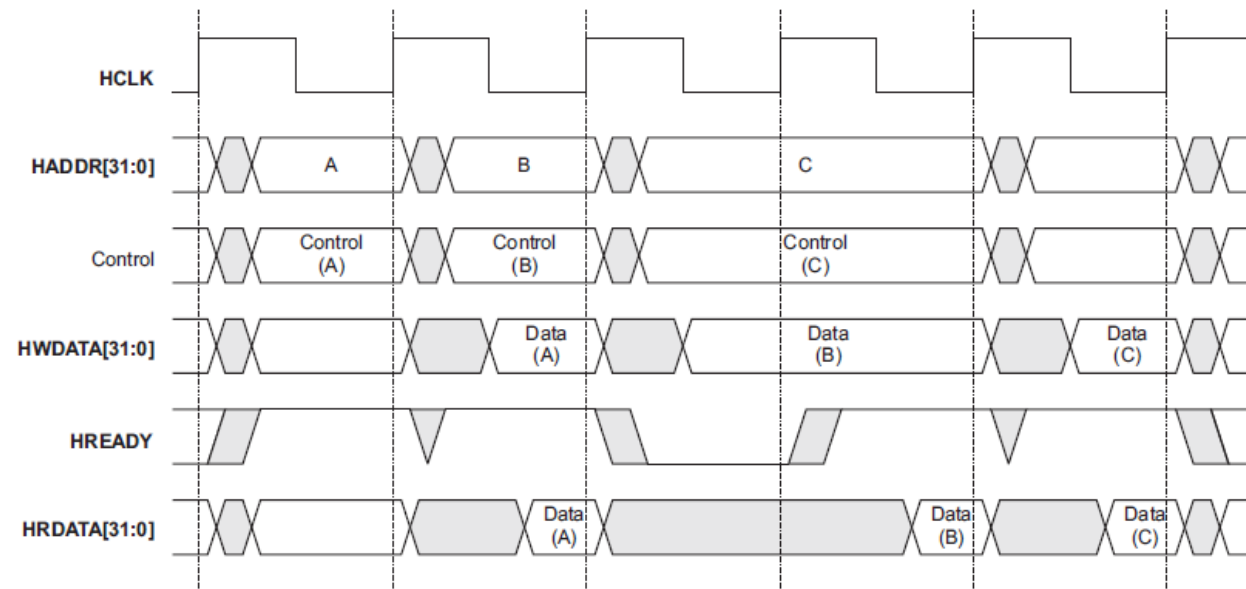 HCLK
HADDR[31:0]
A
B
C
Control
Control
(A)
Control
(B)
Control
(C)
HWDATA[31:0]
Data
(A)
Data
(B)
Data
(C)
HREADY
HRDATA[31:0]
Data
(A)
Data
(B)
Data
(C)